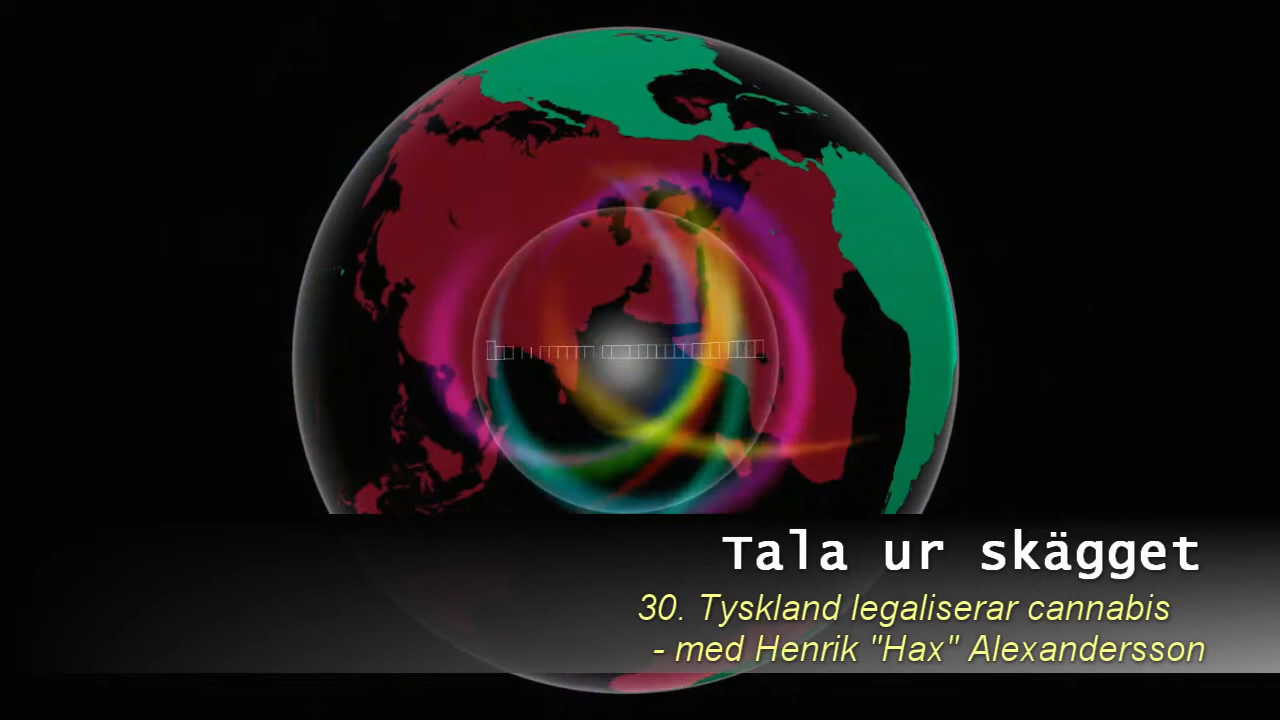 Tala ur skägget
30. Tyskland legaliserar cannabis
- med Henrik "Hax" Alexandersson